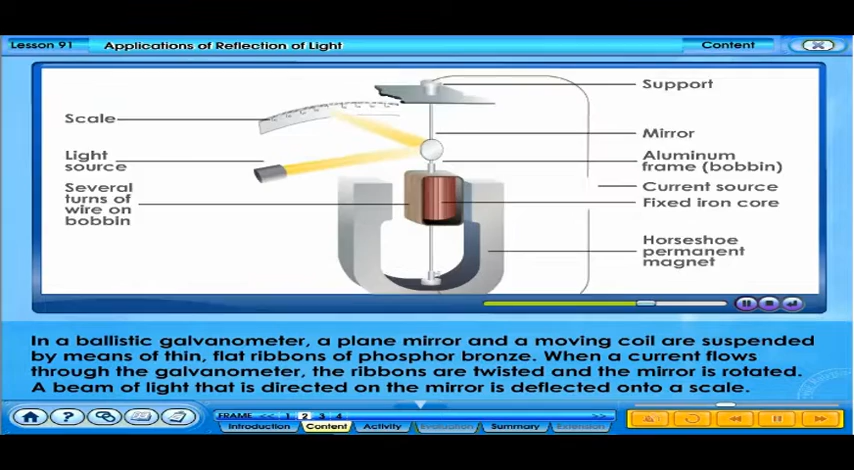 Lesson 91
Applications of Reflection of Light
Content
Support
Scale
Mirror
Light
source
Aluminum
frame (bobbin)
Several
turns of
wire on
bobbin
Current source
Fixed iron core
Horseshoe
permanent
magnet
In a ballistic galvanometer, a plane mirror and a moving coil are suspended
by means of thin, flat ribbons of phosphor bronze. When a current flows
through the galvanometer, the ribbons are twisted and the mirror is rotated.
A beam of light that is directed on the mirror is deflected onto a scale.
FRAME << 1 2 3 4 >>
Introduction Content Activity Evaluation Summary Extension